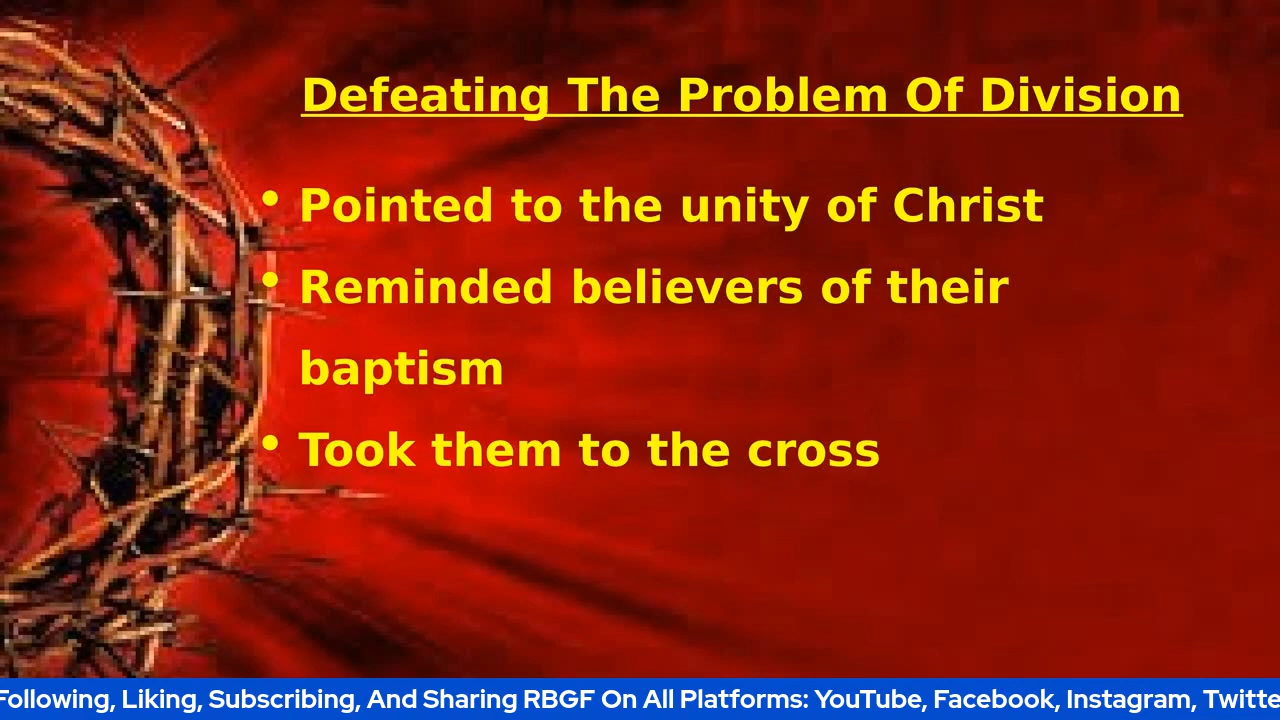 Defeating The Problem Of Division
• Pointed to the unity of Christ
• Reminded believers of their
baptism
• Took them to the cross
Following, Liking, Subscribing, And Sharing RBGF On All Platforms: YouTube, Facebook, Instagram, Twitte